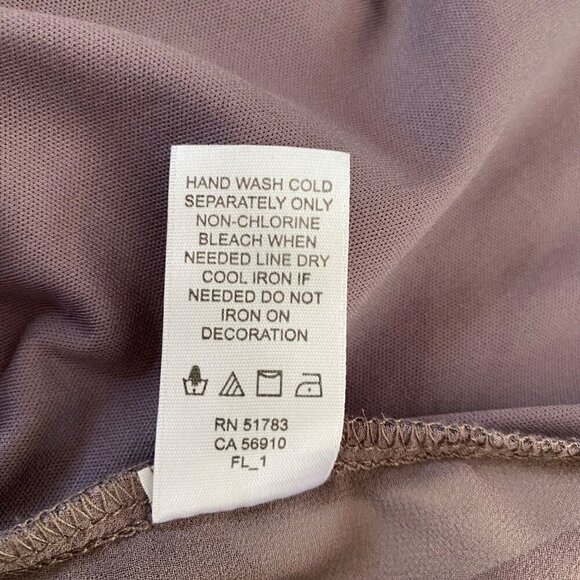 HAND WASH COLD
SEPARATELY ONLY
NON-CHLORINE
BLEACH WHEN
NEEDED LINE DRY
COOL IRON IF
NEEDED DO NOT
IRON ON
DECORATION
RN 51783
CA 56910
FL_1